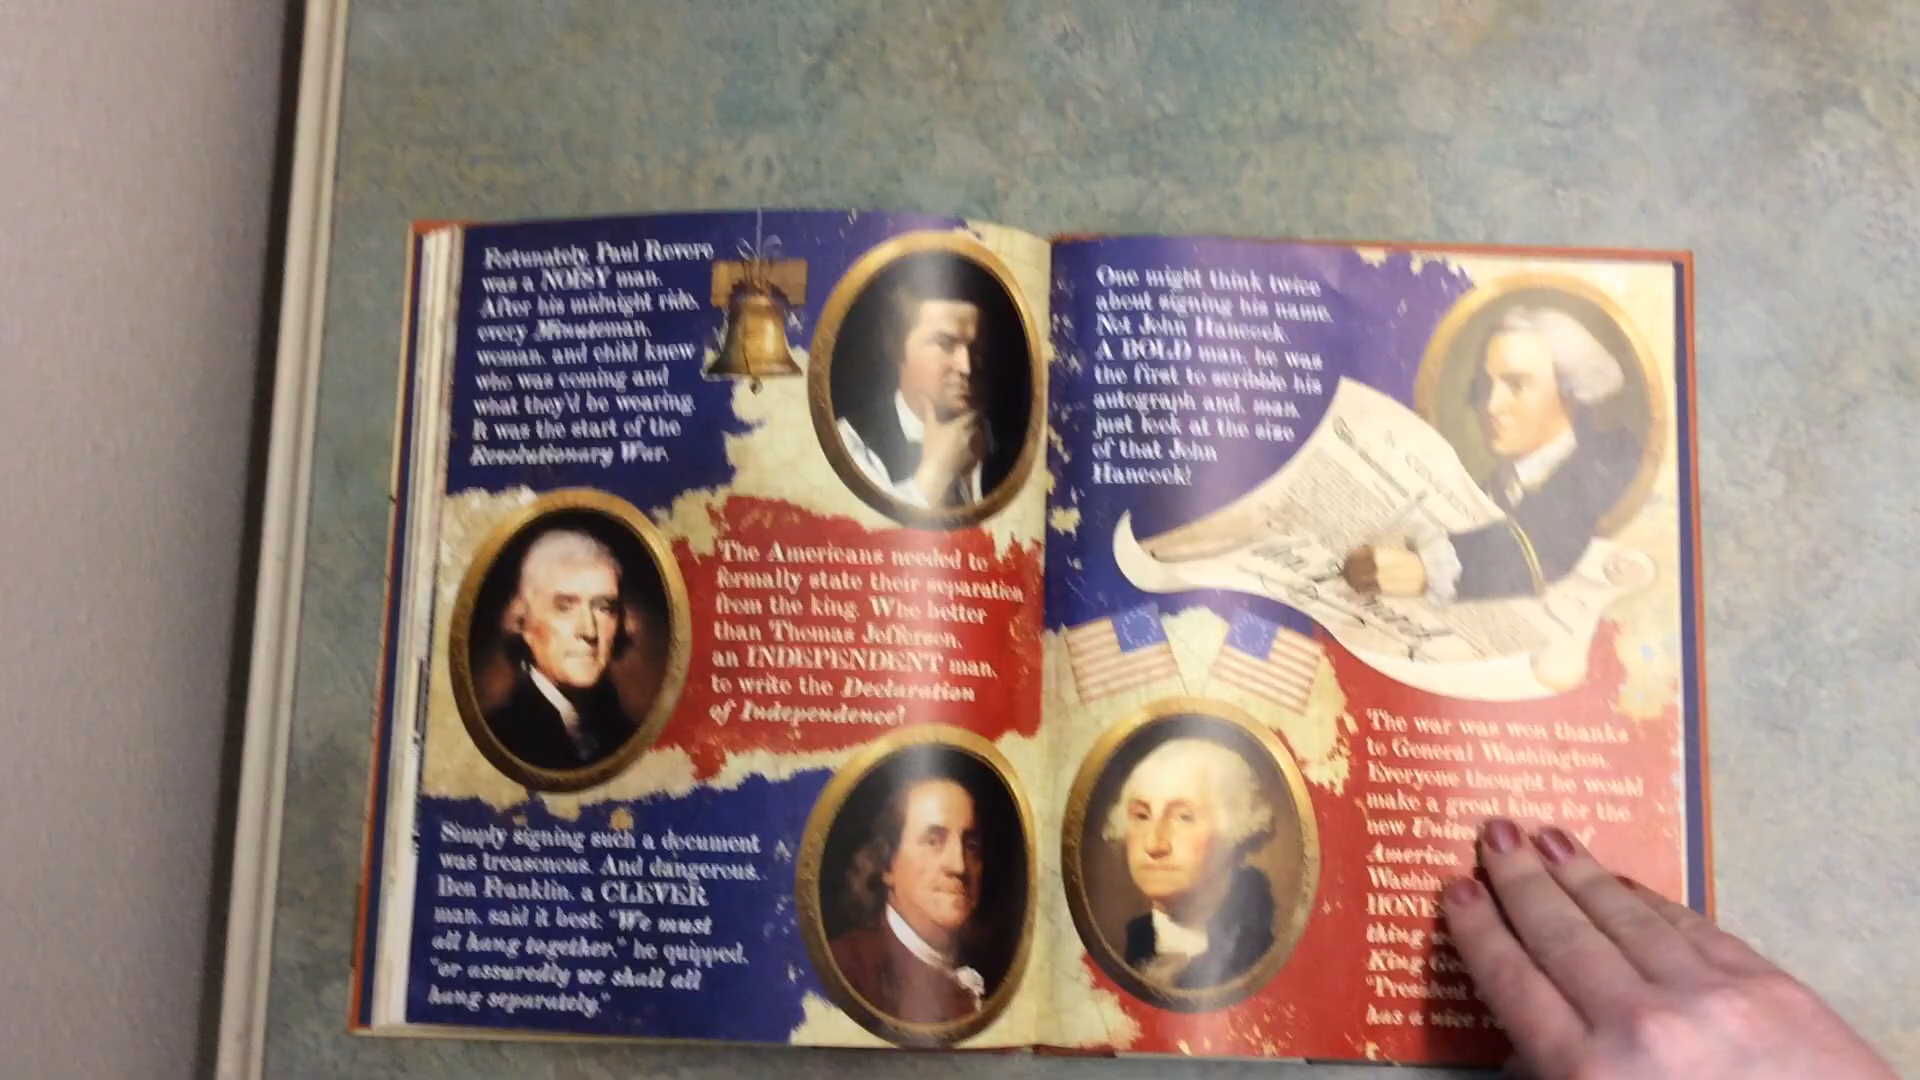 Fortunately, Paul Revere
was a NOISY man.
After his midnight ride,
every Minuteman,
woman, and child knew
who was coming and
what they'd be wearing.
It was the start of the
Revolutionary War.
The Americans needed to
formally state their separation
from the king. Who better
than Thomas Jefferson,
an INDEPENDENT man,
to write the Declaration
of Independence?
Simply signing such a document
was treasonous. And dangerous.
Ben Franklin, a CLEVER
man, said it best: "We must
all hang together," he quipped,
"or assuredly we shall all
hang separately."
One might think twice
about signing his name.
Not John Hancock.
A BOLD man, he was
the first to scribble his
autograph and, man,
just look at the size
of that John
Hancock!
The war was won thanks
to General Washington.
Everyone thought he would
make a great king for the
new of
America.
thing
King
"President
has a nice